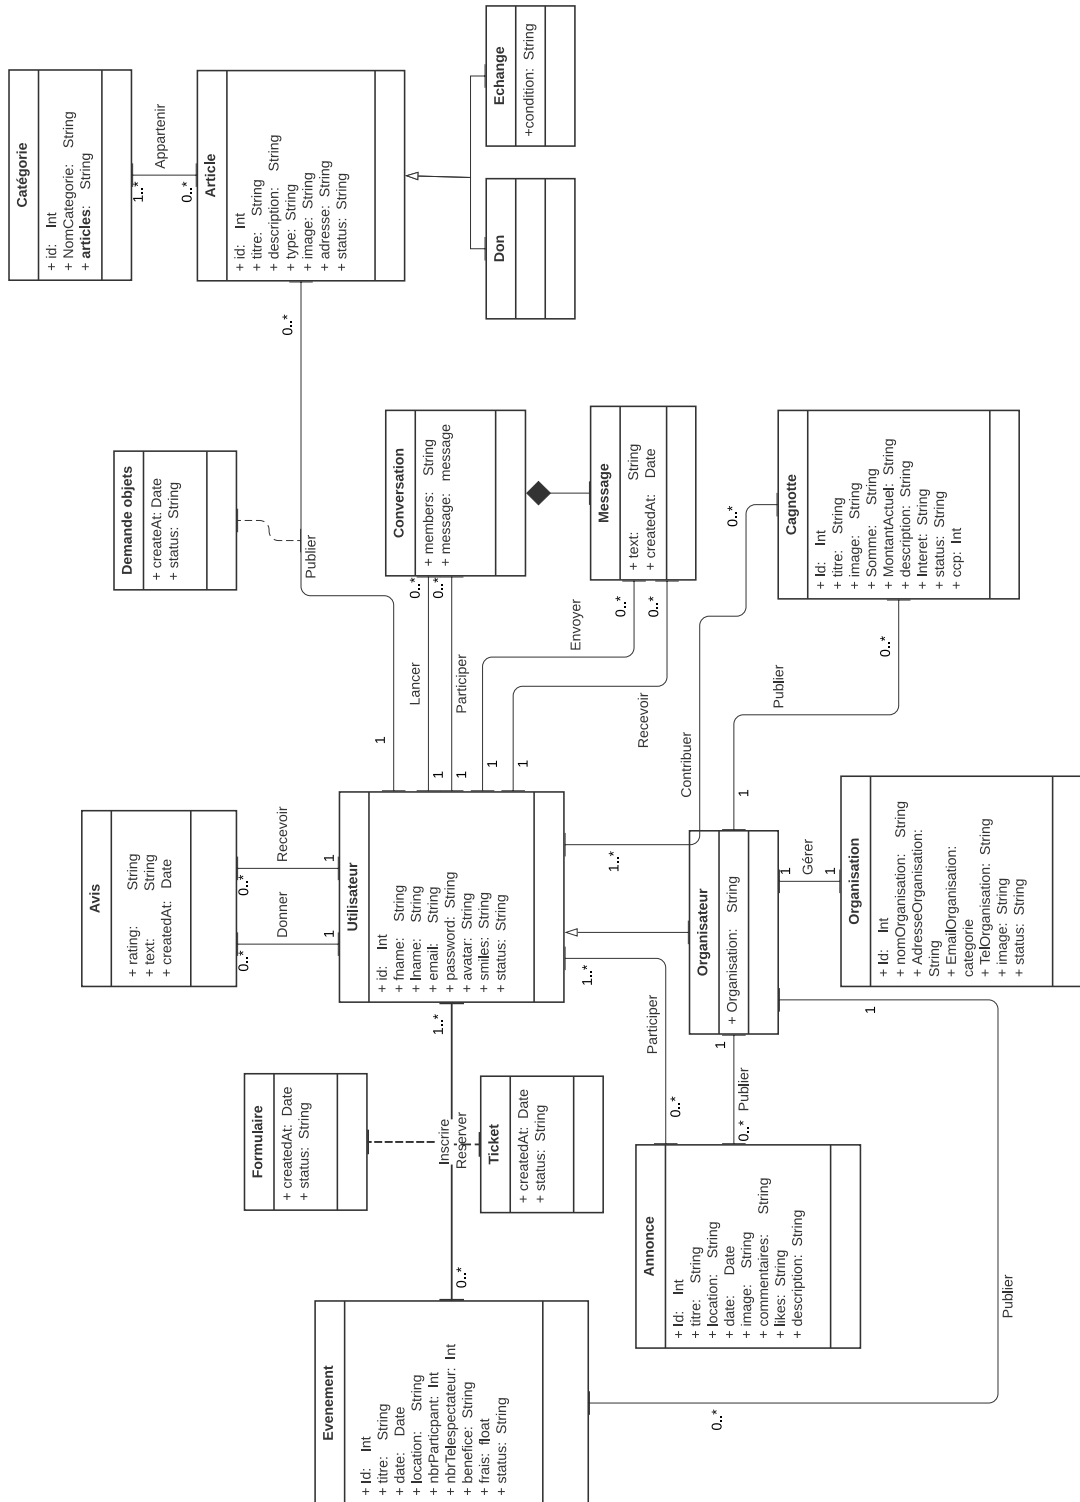 Catégorie
+ id: Int
+ NomCategorie: String
+ articles: String
1..*
Appartenir
0..*
Article
+ id: Int
+ titre: String
+ description: String
+ type: String
+ image: String
+ adresse: String
+ status: String
Echange
+condition: String
Don
0..*
Publier
1
Demande objets
+ createAt: Date
+ status: String
Conversation
+ members: String
+ message: message
0..*
0..*
Lancer
Participer
1
1
Message
+ text: String
+ createdAt: Date
0..*
0..*
Envoyer
Recevoir
1
1
Cagnotte
+ Id: Int
+ titre: String
+ image: String
+ Somme: String
+ MontantActuel: String
+ description: String
+ Interet: String
+ status: String
+ ccp: Int
0..*
Contribuer
1..*
0..*
Publier
1
Avis
+ rating: String
+ text: String
+ createdAt: Date
0..*
Recevoir
1
0..*
Donner
1
Utilisateur
+ id: Int
+ fname: String
+ lname: String
+ email: String
+ password: String
+ avatar: String
+ smiles: String
+ status: String
Organisateur
+ Organisation: String
1
Gérer
1
Organisation
+ Id: Int
+ nomOrganisation: String
+ AdresseOrganisation:
String
+ EmailOrganisation:
categorie
+ TelOrganisation: String
+ image: String
+ status: String
1..*
Participer
0..*
1
Publier
0..*
1
Publier
0..*
Formulaire
+ createdAt: Date
+ status: String
1..*
Inscrire
Reserver
0..*
Ticket
+ createdAt: Date
+ status: String
Annonce
+ Id: Int
+ titre: String
+ location: String
+ date: Date
+ image: String
+ commentaires: String
+ likes: String
+ description: String
Evenement
+ Id: Int
+ titre: String
+ date: Date
+ location: String
+ nbrParticpant: Int
+ nbrTelespectateur: Int
+ benefice: String
+ frais: float
+ status: String